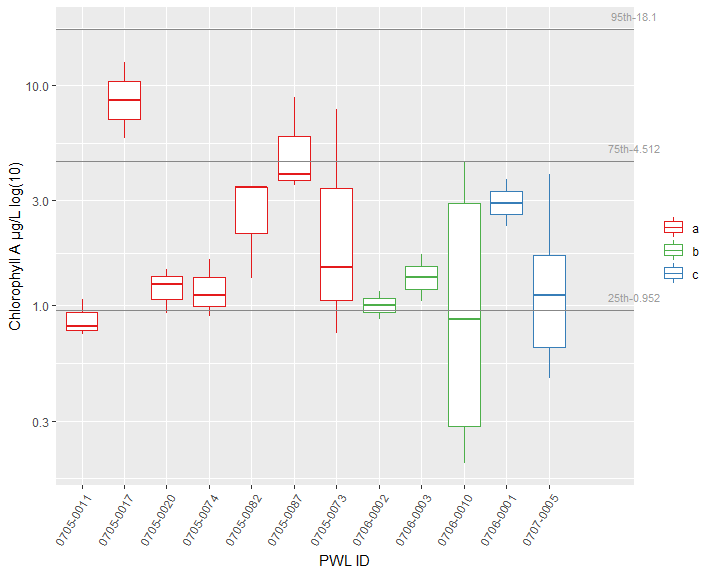 95th-18.1
10.0
75th-4.512
3.0
a
b
c
25th-0.952
1.0
0.3
Chlorophyll A µg/L log(10)
0705-0011
0705-0017
0705-0020
0705-0074
0705-0082
0705-0087
0705-0073
0706-0002
0706-0003
0706-0010
0706-0001
0707-0005
PWL ID